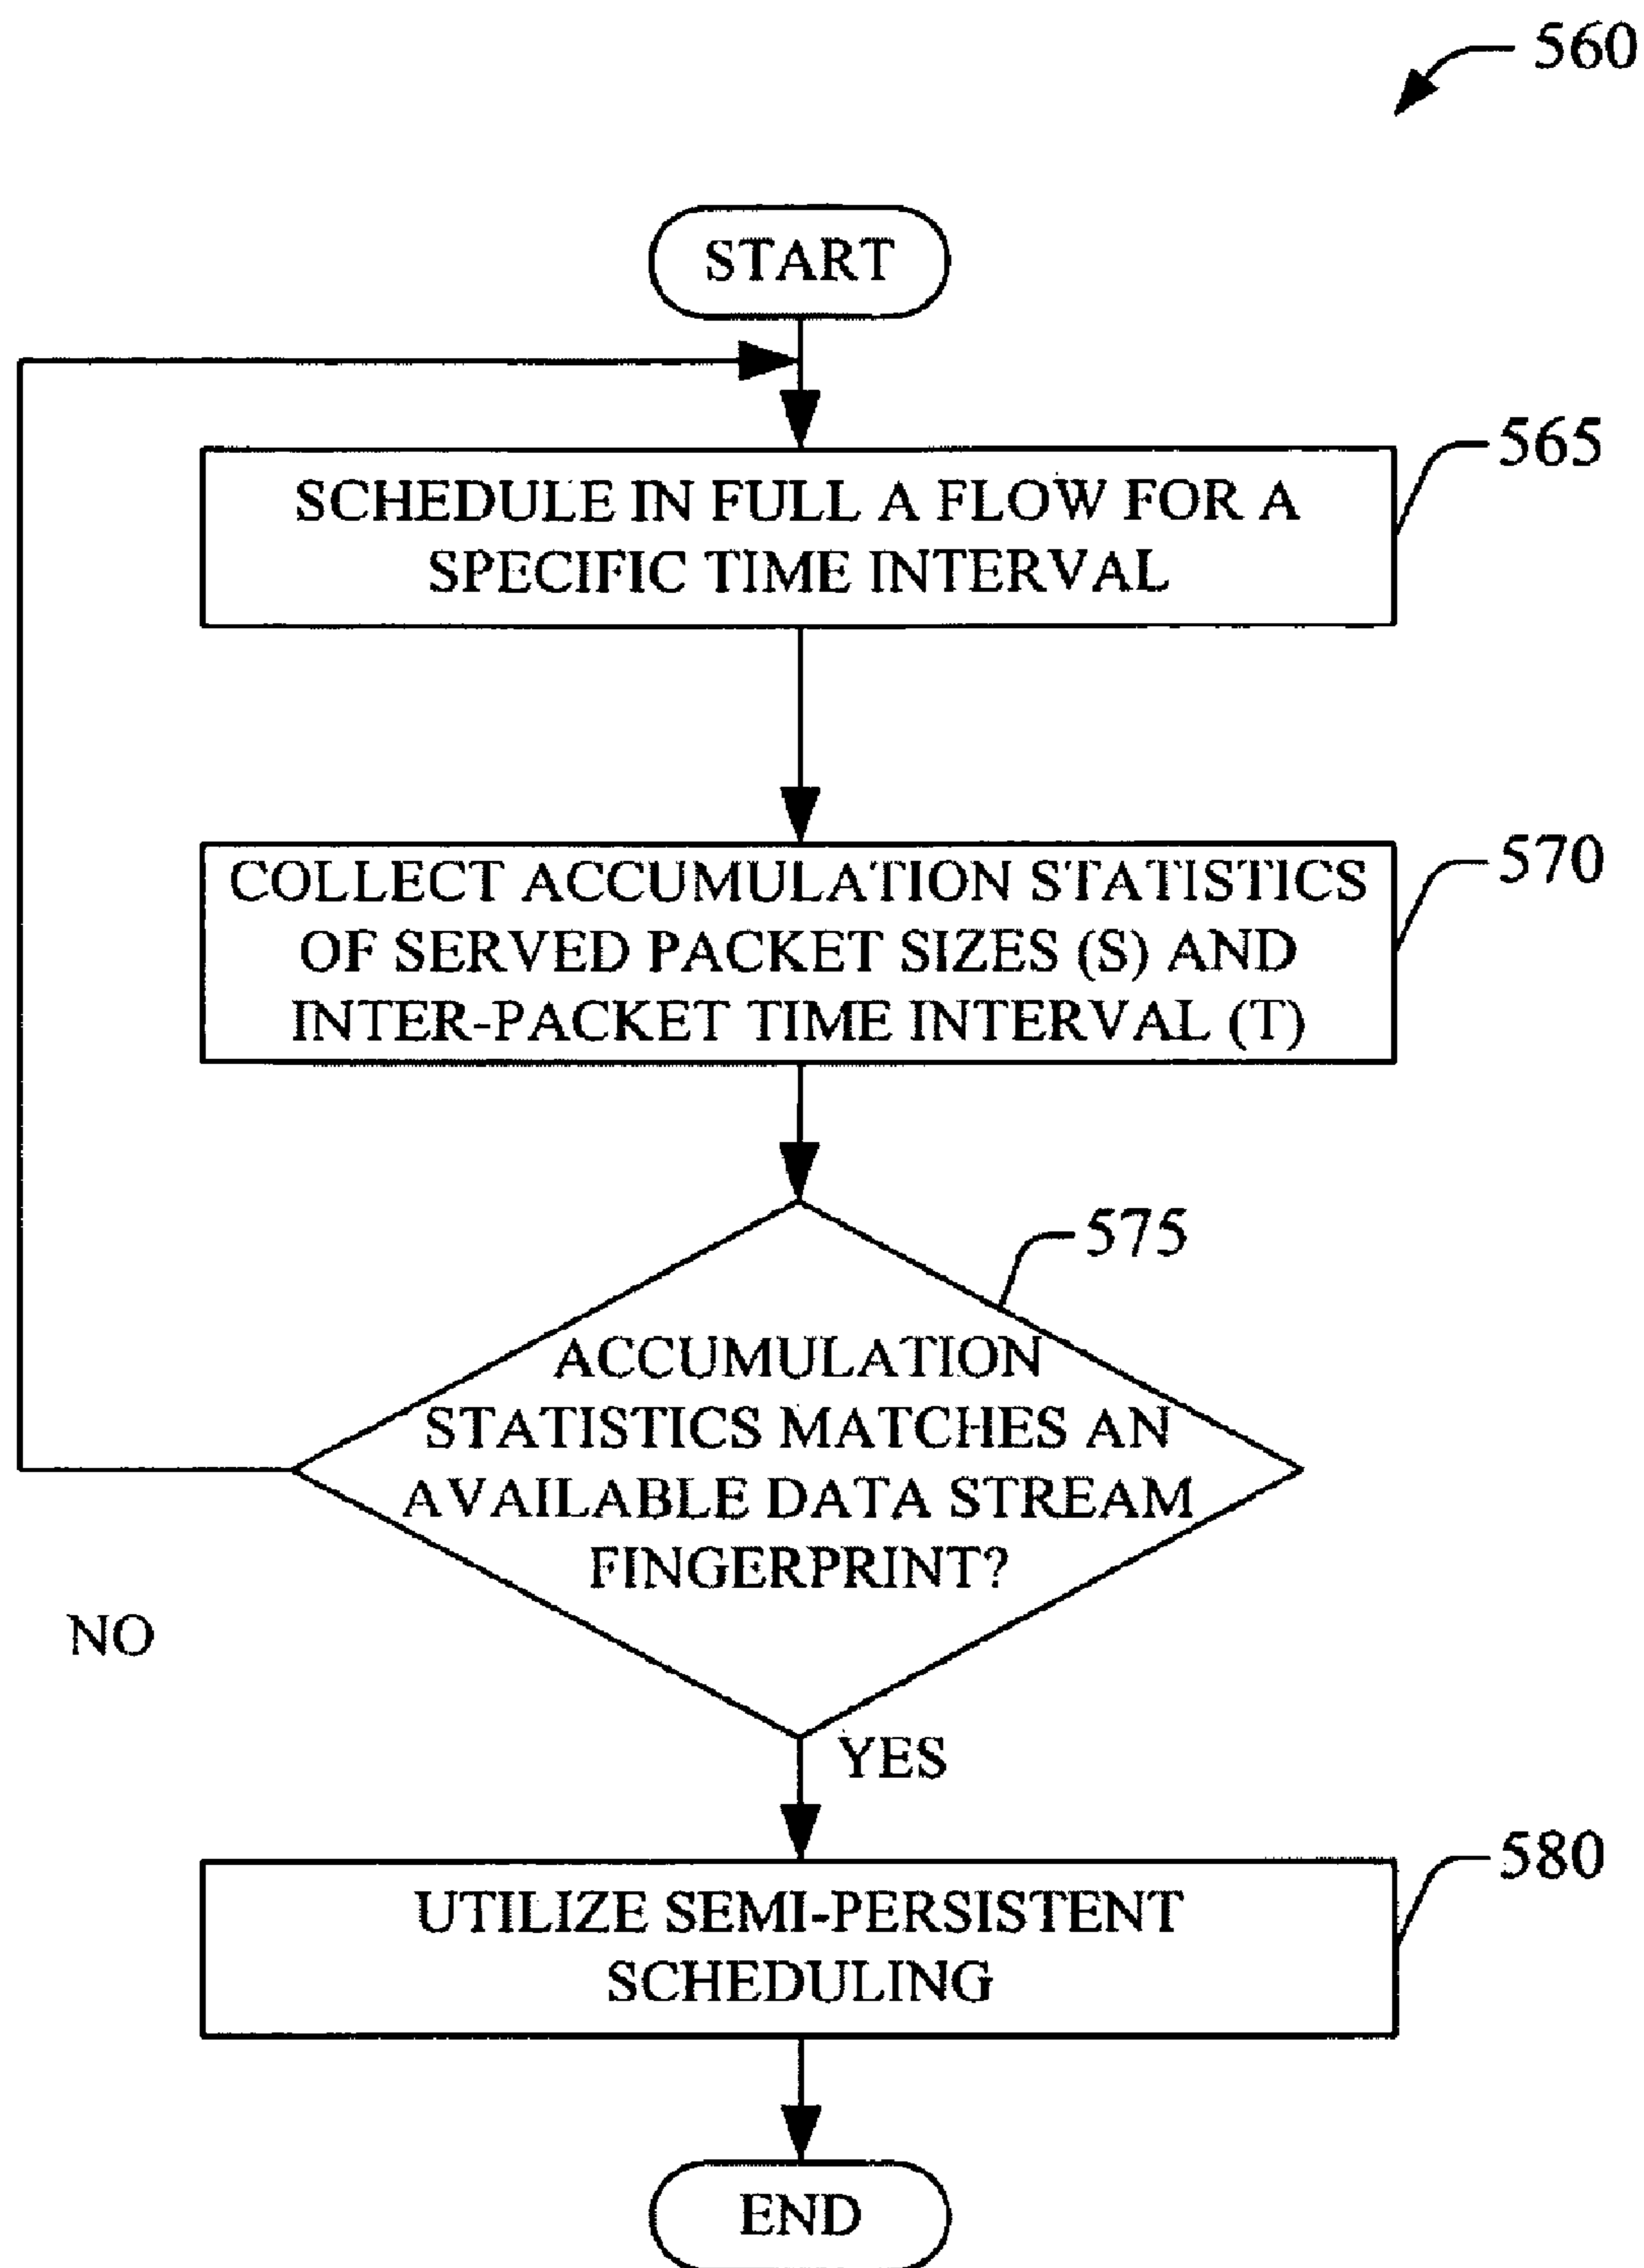 560
START
SCHEDULE IN FULL A FLOW FOR A
SPECIFIC TIME INTERVAL
565
COLLECT ACCUMULATION STATISTICS
OF SERVED PACKET SIZES (S) AND
INTER-PACKET TIME INTERVAL (T)
570
575
ACCUMULATION
STATISTICS MATCHES AN
AVAILABLE DATA STREAM
FINGERPRINT?
NO
YES
UTILIZE SEMI-PERSISTENT
SCHEDULING
580
END